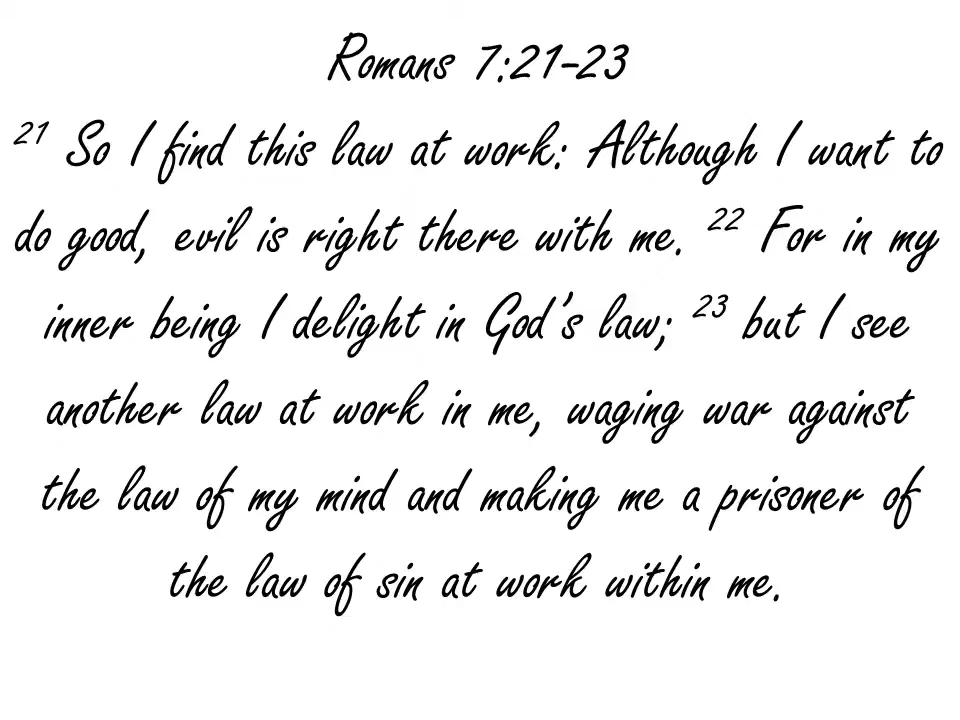 Romans 7:21-23
21 So I find this law at work: Although I want to
do good, evil is right there with me. 22 For in my
inner being I delight in God's law; 23 but I see
another law at work in me, waging war against
the law of my mind and making me a prisoner of
the law of sin at work within me.